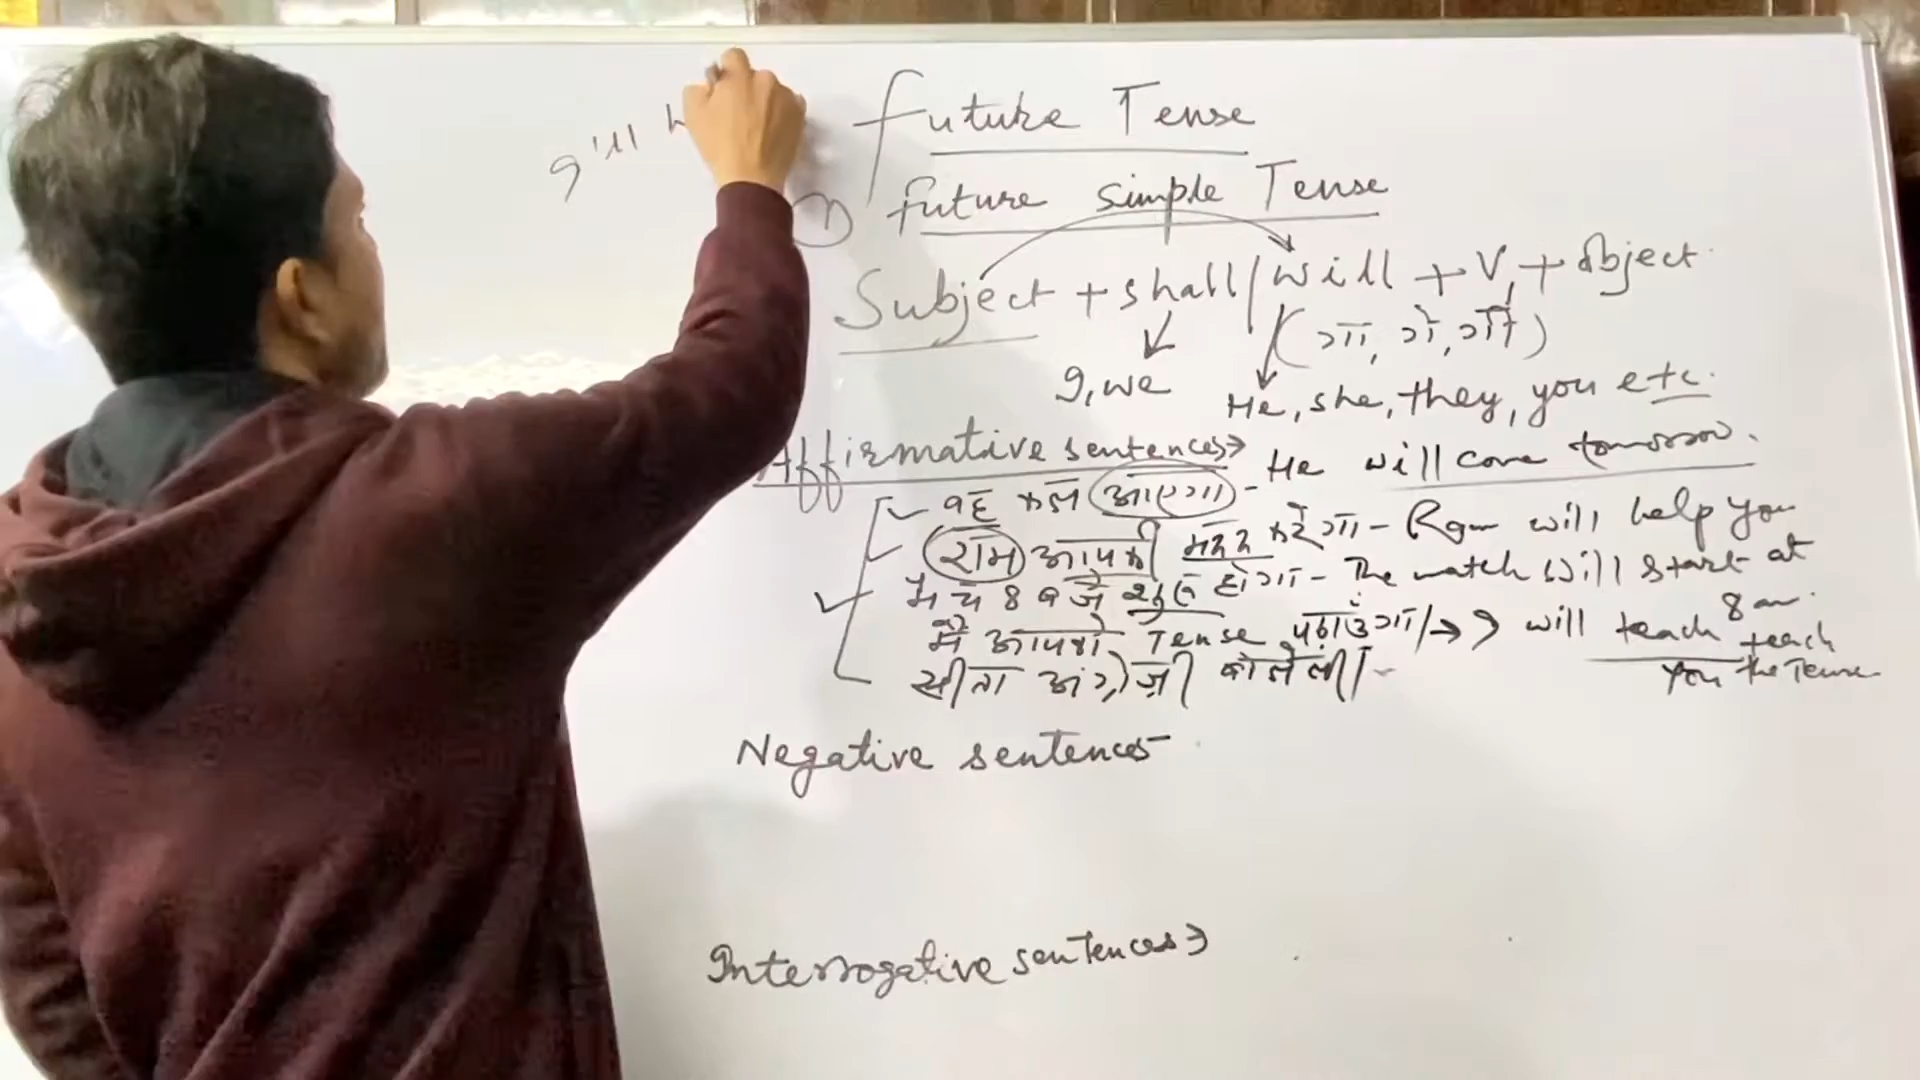 I'll h
Future Tense
① Future simple Tense
Subject + shall/will + V1 + object
(गा, गे, गी)
I, we
He, she, they, you etc.
Affirmative sentences→
वह कल आएगा - He will come tomorrow.
राम आपकी मदद करेगा - Ram will help you
मैच 8 बजे शुरू होगा - The match will start at
8 am.
मैं आपको Tense पढ़ाउंगा/→ I will teach teach
you the Tense
सीता अंग्रेज़ी
Negative sentences-
Interrogative sentences→